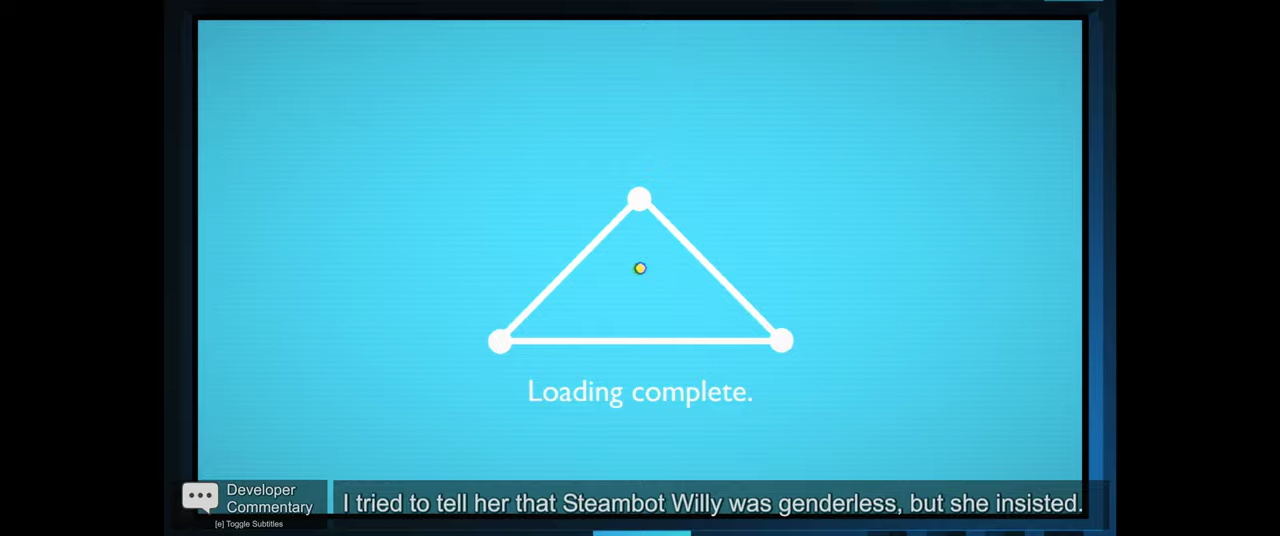 Loading complete.
Developer
Commentary
I tried to tell her that Steambot Willy was genderless, but she insisted.
[e] Toggle Subtitles